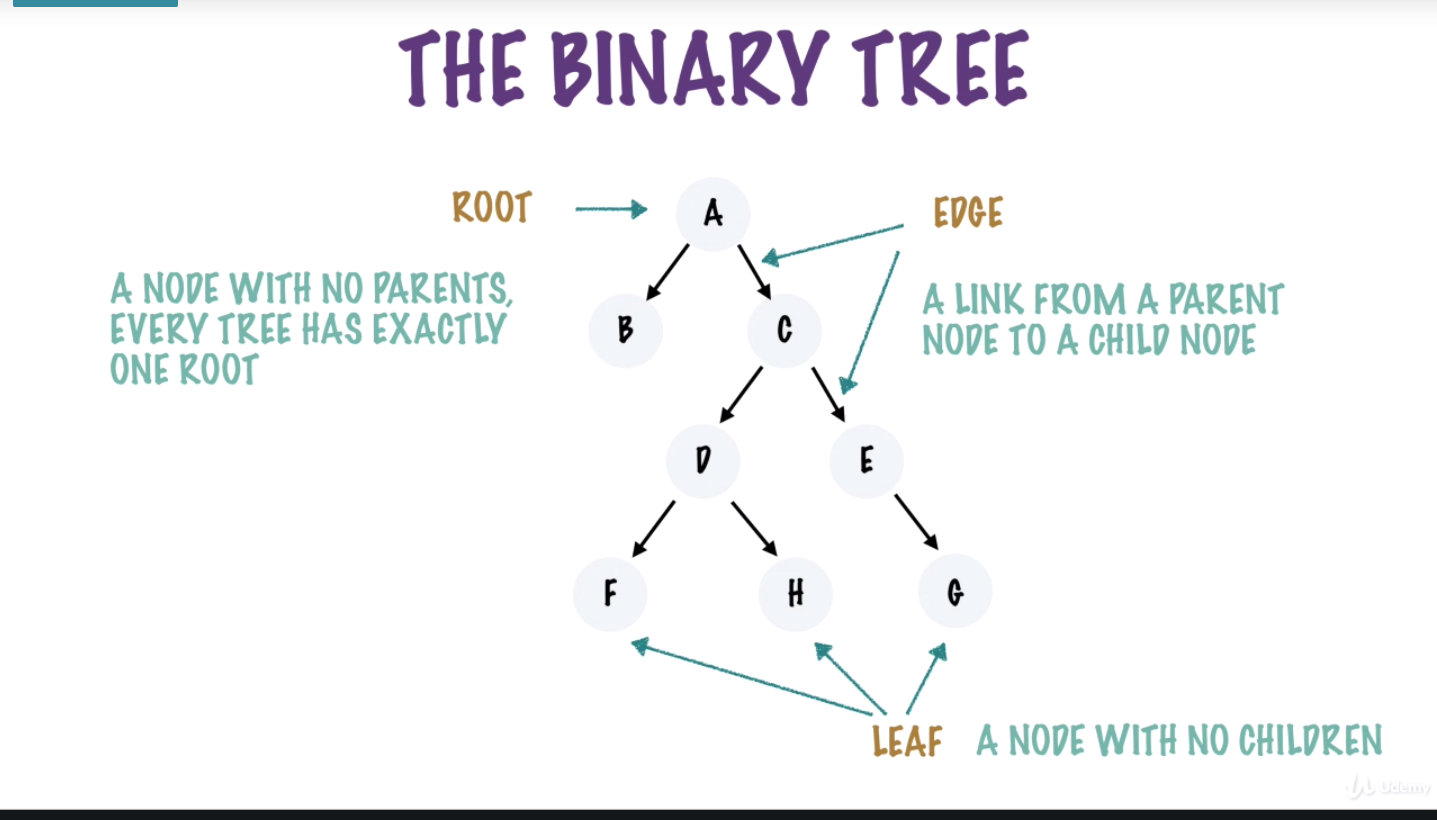 THE BINARY TREE
ROOT
A
EDGE
A NODE WITH NO PARENTS,
EVERY TREE HAS EXACTLY
ONE ROOT
A LINK FROM A PARENT
NODE TO A CHILD NODE
B
C
D
E
F
H
G
LEAF
A NODE WITH NO CHILDREN
Udemy